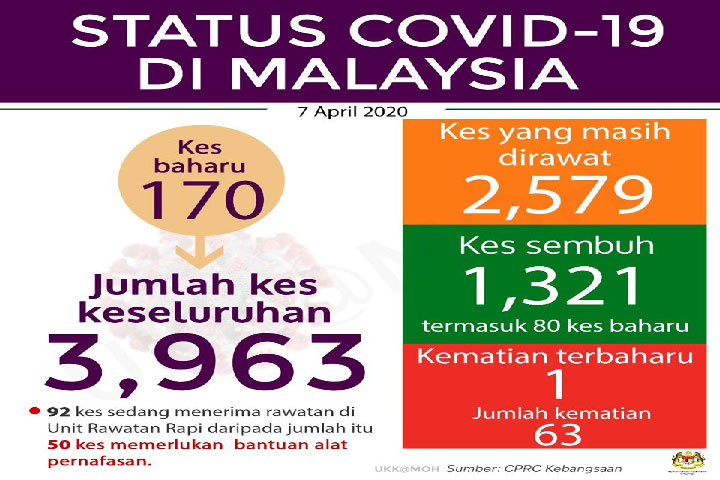 STATUS COVID-19
DI MALAYSIA
7 April 2020
Kes
baharu
170
Jumlah kes
keseluruhan
3,963
92 kes sedang menerima rawatan di
Unit Rawatan Rapi daripada jumlah itu
50 kes memerlukan bantuan alat
pernafasan.
Kes yang masih
dirawat
2,579
Kes sembuh
1,321
termasuk 80 kes baharu
Kematian terbaharu
1
Jumlah kematian
63
UKK@MOH Sumber: CPRC Kebangsaan